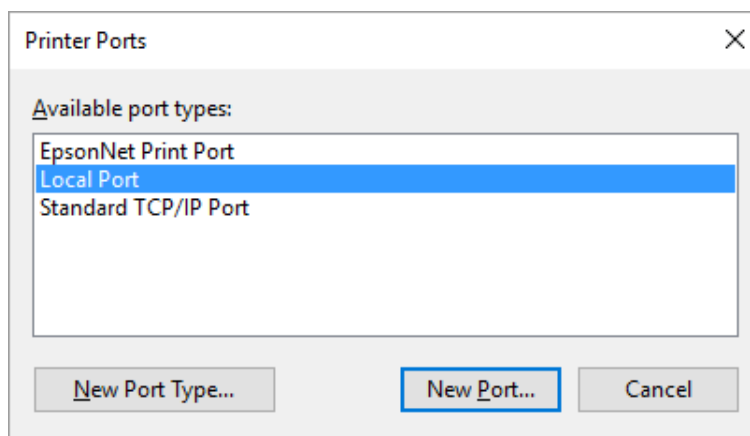 Printer Ports
Available port types:
EpsonNet Print Port
Local Port
Standard TCP/IP Port
New Port Type... New Port... Cancel